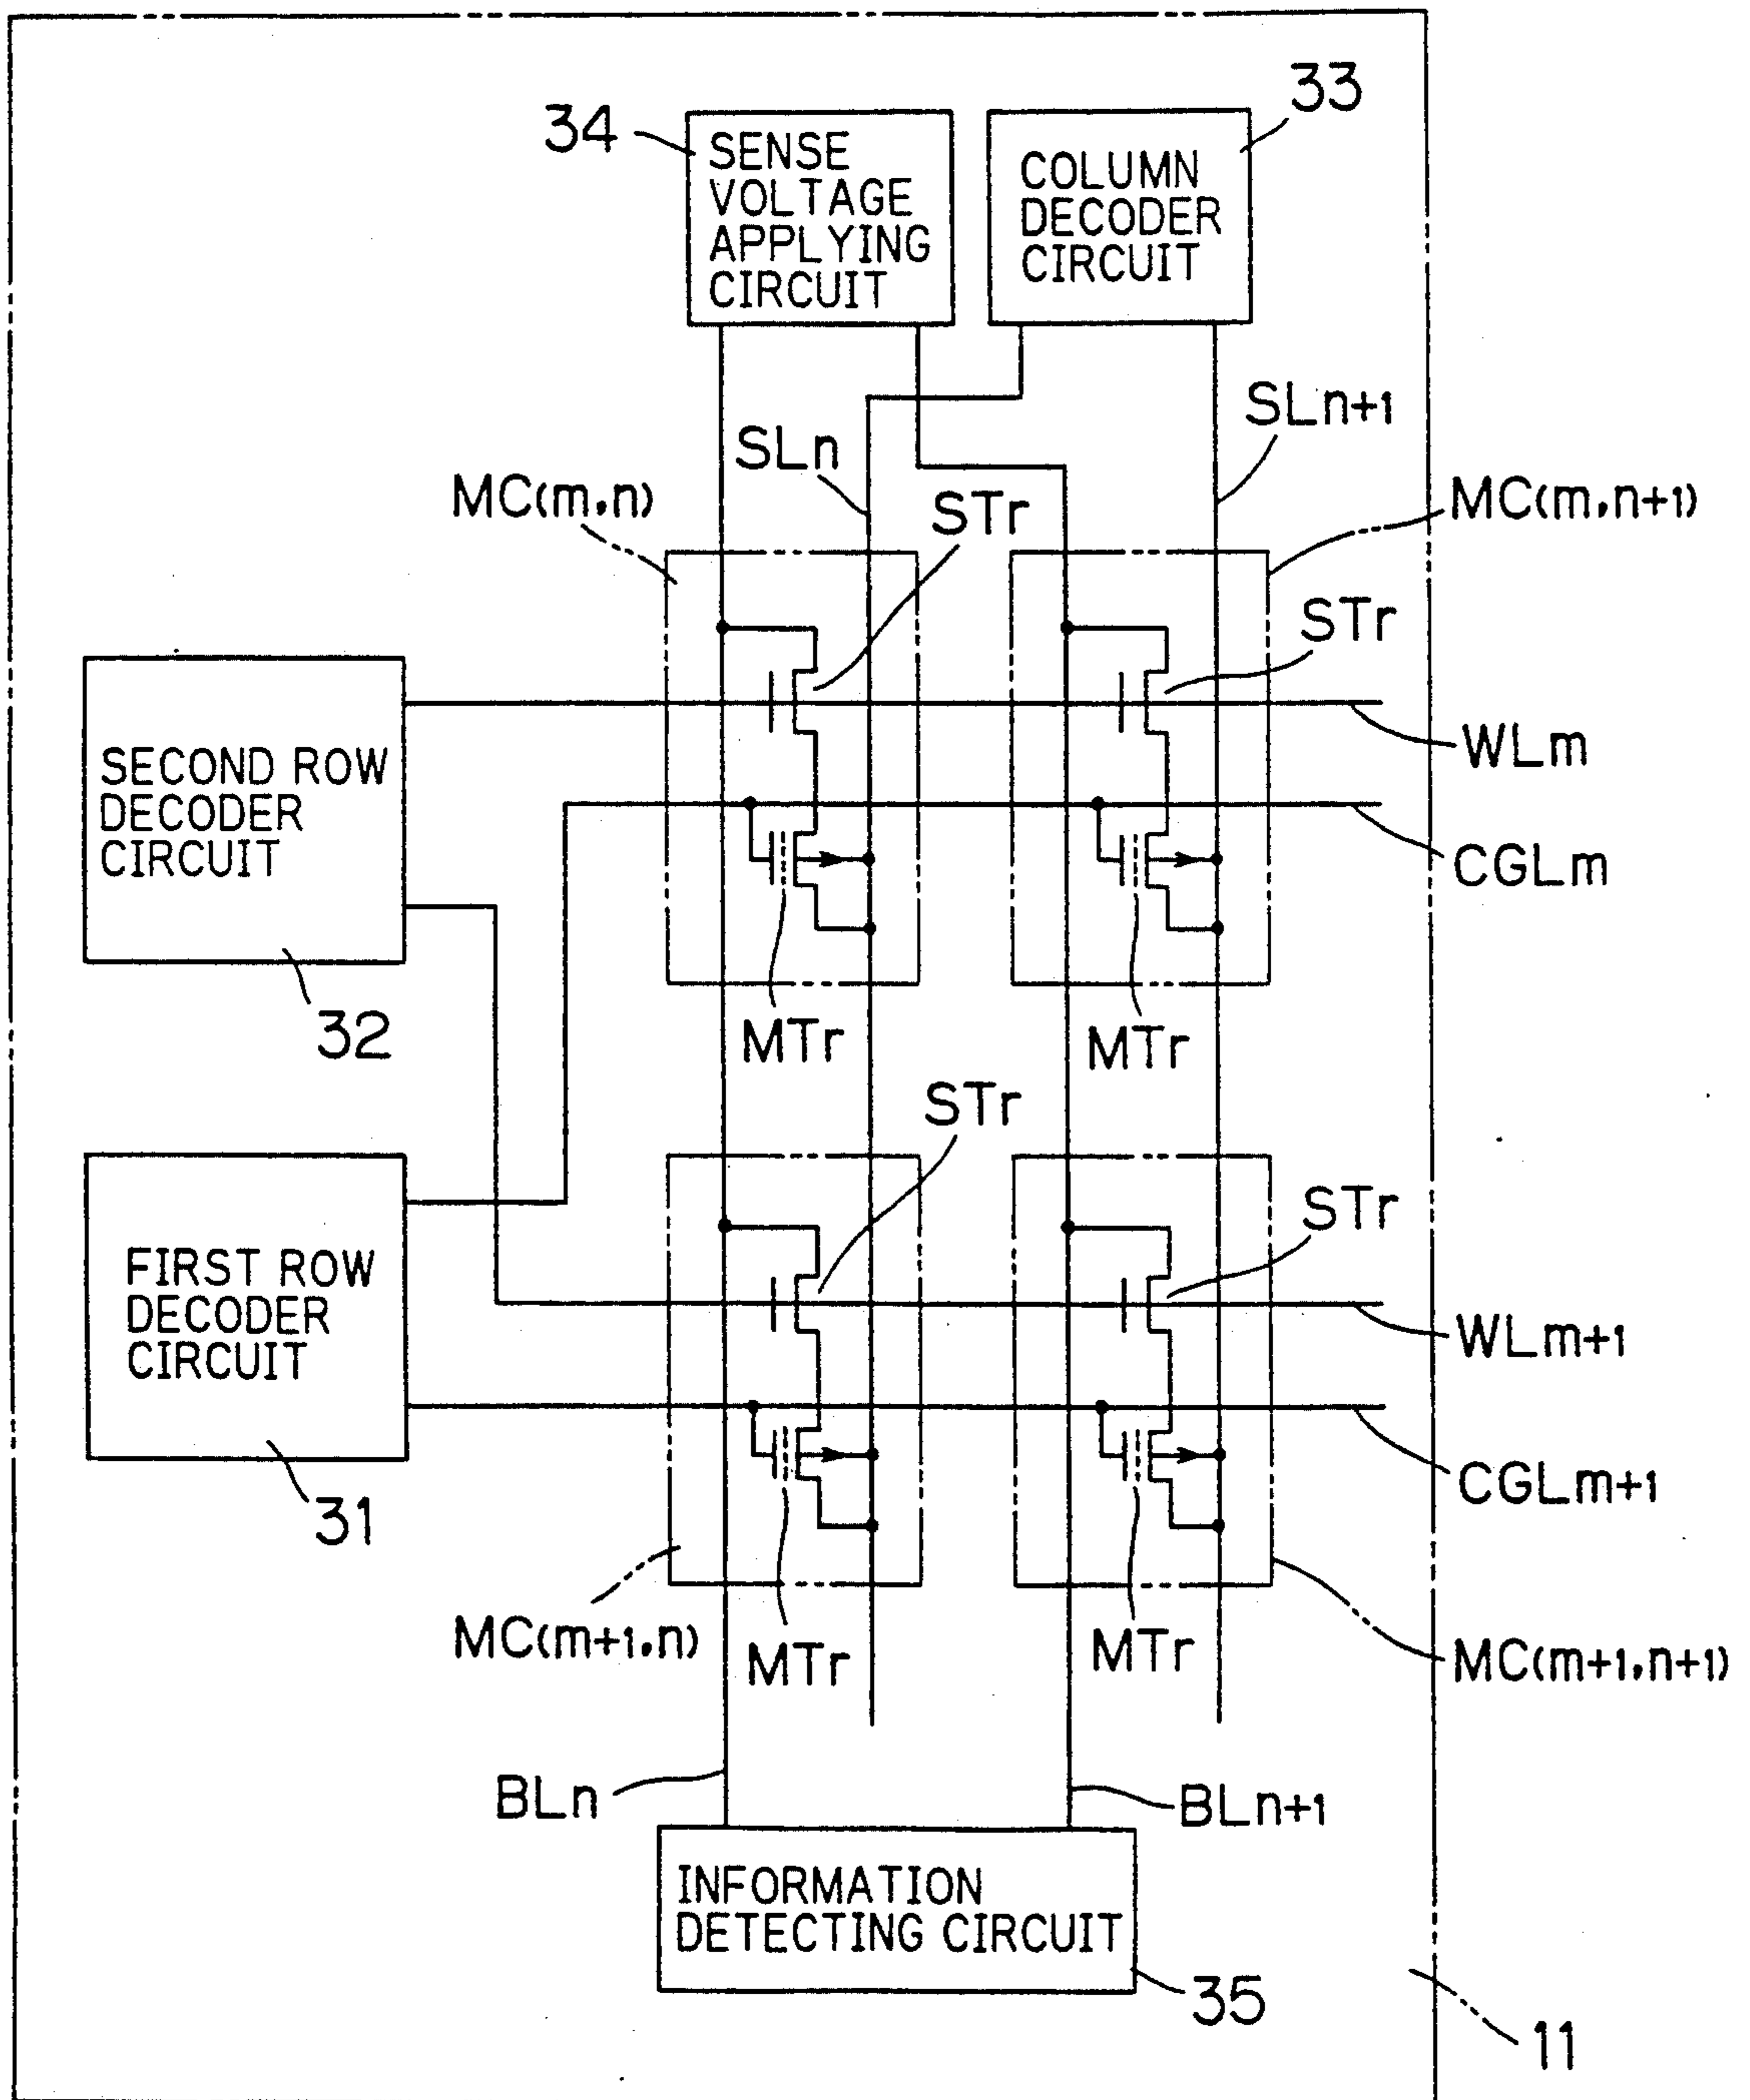 33
34
SENSE
VOLTAGE
APPLYING
CIRCUIT
COLUMN
DECODER
CIRCUIT
SLn+1
SLn
MC(m,n)
STr
MC(m,n+1)
STr
WLm
SECOND ROW
DECODER
CIRCUIT
CGLm
32
MTr
MTr
STr
STr
FIRST ROW
DECODER
CIRCUIT
WLm+1
CGLm+1
31
MC(m+1,n)
MTr
MTr
MC(m+1,n+1)
BLn
BLn+1
INFORMATION
DETECTING CIRCUIT
35
11